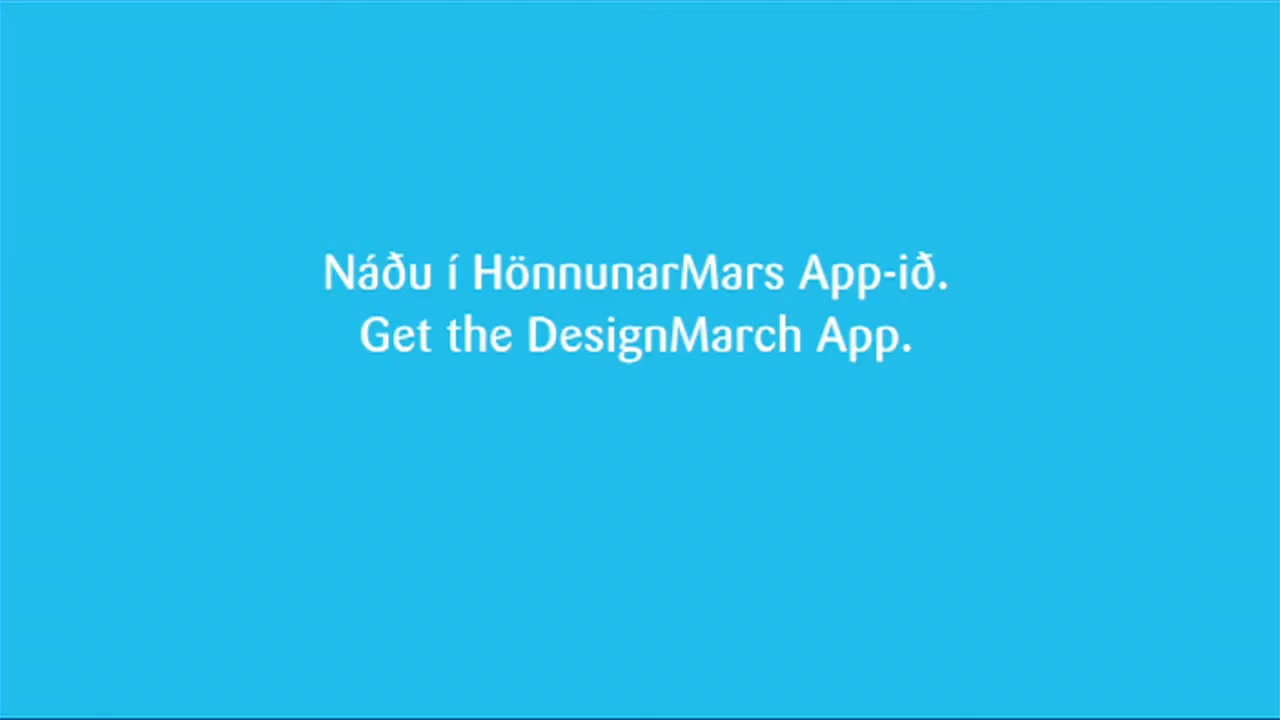 Náðu í HönnunarMars App-ið.
Get the DesignMarch App.